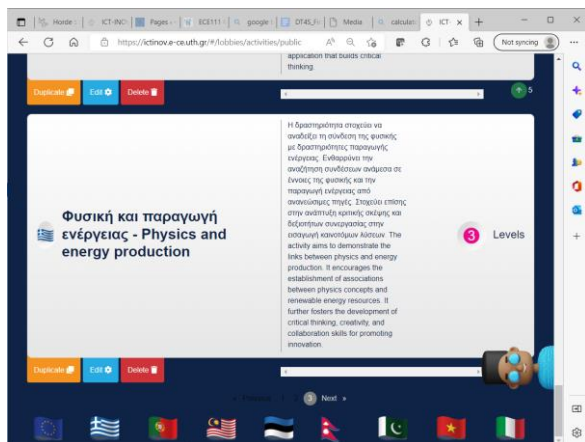 Horde :
ICT-INO
Pages -
ECE111 -
google t
DT4S_Fi
Media
calculat
ICT-
https://ictinov.e-ce.uth.gr/#/lobbies/activities/public
Not syncing
application that builds critical
thinking.
Duplicate
Edit
Delete
5
Η δραστηριότητα στοχεύει να
αναδείξει τη σύνδεση της φυσικής
με δραστηριότητες παραγωγής
ενέργειας. Ενθαρρύνει την
αναζήτηση συνδέσεων ανάμεσα σε
έννοιες της φυσικής και την
παραγωγή ενέργειας από
ανανεώσιμες πηγές. Στοχεύει επίσης
στην ανάπτυξη κριτικής σκέψης και
δεξιοτήτων συνεργασίας στην
εισαγωγή καινοτόμων λύσεων. The
activity aims to demonstrate the
links between physics and energy
production. It encourages the
establishment of associations
between physics concepts and
renewable energy resources. It
further fosters the development of
critical thinking, creativity, and
collaboration skills for promoting
innovation.
Φυσική και παραγωγή
ενέργειας - Physics and
energy production
3 Levels
Duplicate
Edit
Delete
« Previous 1 2 3 Next »